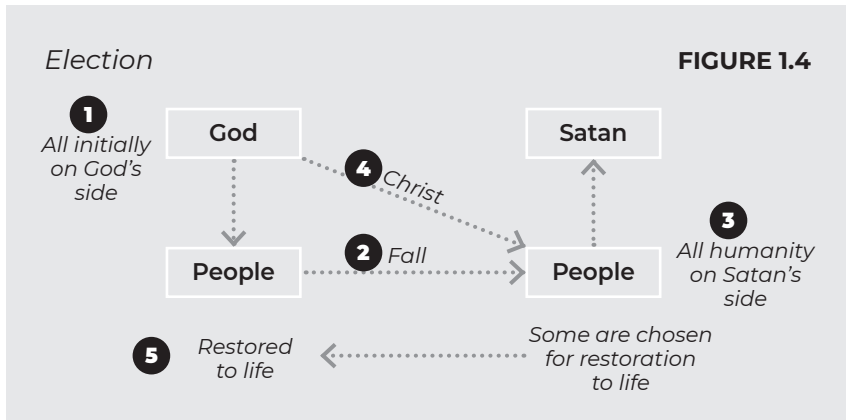 Election
FIGURE 1.4
1
All initially
on God's
side
God
Satan
4
Christ
3
All humanity
on Satan's
side
People
2
Fall
People
5
Restored
to life
Some are chosen
for restoration
to life